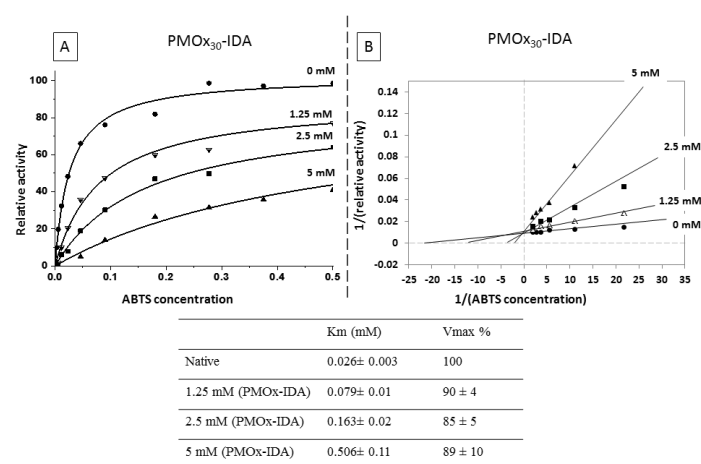 A
PMOx30-IDA
0 mM
1.25 mM
2.5 mM
5 mM
100
80
60
40
20
0
0.0
0.1
0.2
0.3
0.4
0.5
Relative activity
ABTS concentration
B
PMOx30-IDA
5 mM
2.5 mM
1.25 mM
0 mM
0.14
0.12
0.1
0.08
0.06
0.04
0.02
0
-0.02
-25 -20 -15 -10 -5 0 5 10 15 20 25 30 35
1/(relative activity)
1/(ABTS concentration)
Km (mM) Vmax %
Native 0.026± 0.003 100
1.25 mM (PMOx-IDA) 0.079± 0.01 90 ± 4
2.5 mM (PMOx-IDA) 0.163± 0.02 85 ± 5
5 mM (PMOx-IDA) 0.506± 0.11 89 ± 10